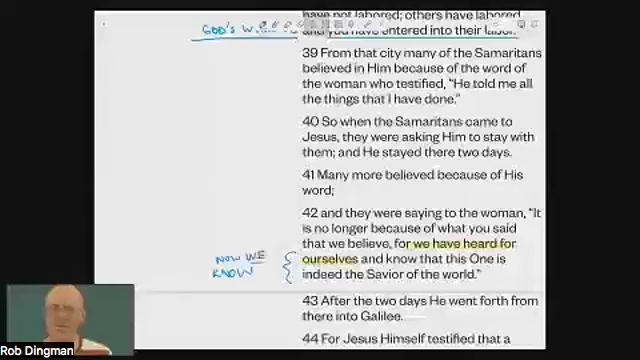 have not labored; others have labored
GOD'S
and you have entered into their labor."
39 From that city many of the Samaritans
believed in Him because of the word of
the woman who testified, “He told me all
the things that I have done.”
40 So when the Samaritans came to
Jesus, they were asking Him to stay with
them; and He stayed there two days.
41 Many more believed because of His
word;
42 and they were saying to the woman, “It
is no longer because of what you said
that we believe, for we have heard for
ourselves and know that this One is
indeed the Savior of the world.”
NOW WE
KNOW
43 After the two days He went forth from
there into Galilee.
44 For Jesus Himself testified that a
Rob Dingman